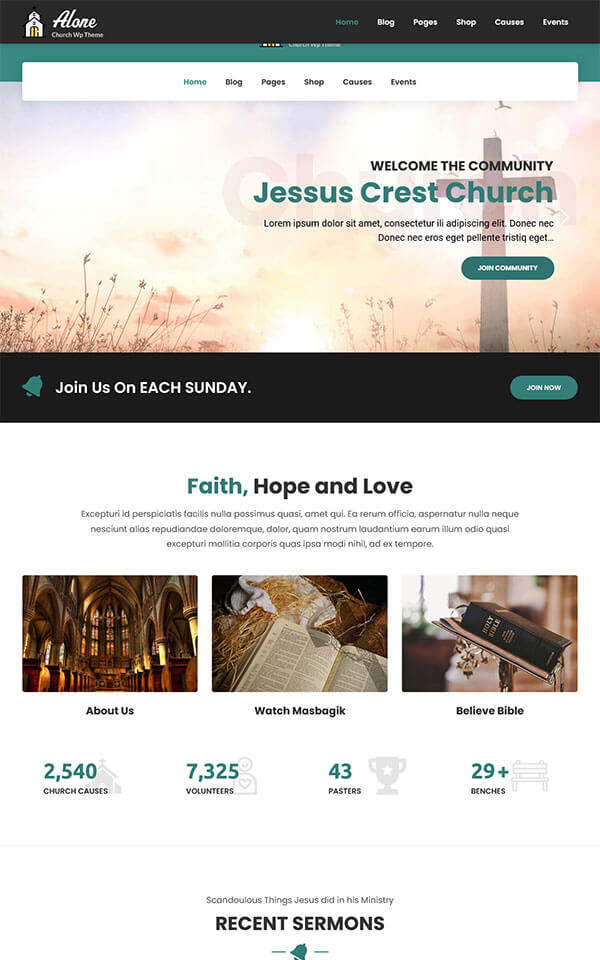 Alone
Church Wp Theme
Home Blog Pages Shop Causes Events
Church Wp Theme
Home Blog Pages Shop Causes Events
Church
WELCOME THE COMMUNITY
Jessus Crest Church
Lorem ipsum dolor sit amet, consectetur ili adipiscing elit. Donec nec
Donec nec eros eget pellente tristiq eget...
JOIN COMMUNITY
Join Us On EACH SUNDAY.
JOIN NOW
Faith, Hope and Love
Excepturi id perspiciatis facilis nulla possimus quasi, amet qui. Ea rerum officia, aspernatur nulla neque
nesciunt alias repudiandae doloremque, dolor, quam nostrum laudantium earum illum odio quasi
excepturi mollitia corporis quas ipsa modi nihil, ad ex tempore.
HOLY
BIBLE
About Us
Watch Masbagik
Believe Bible
2,540
CHURCH CAUSES
7,325
VOLUNTEERS
43
PASTERS
29+
BENCHES
Scandoulous Things Jesus did in his Ministry
RECENT SERMONS